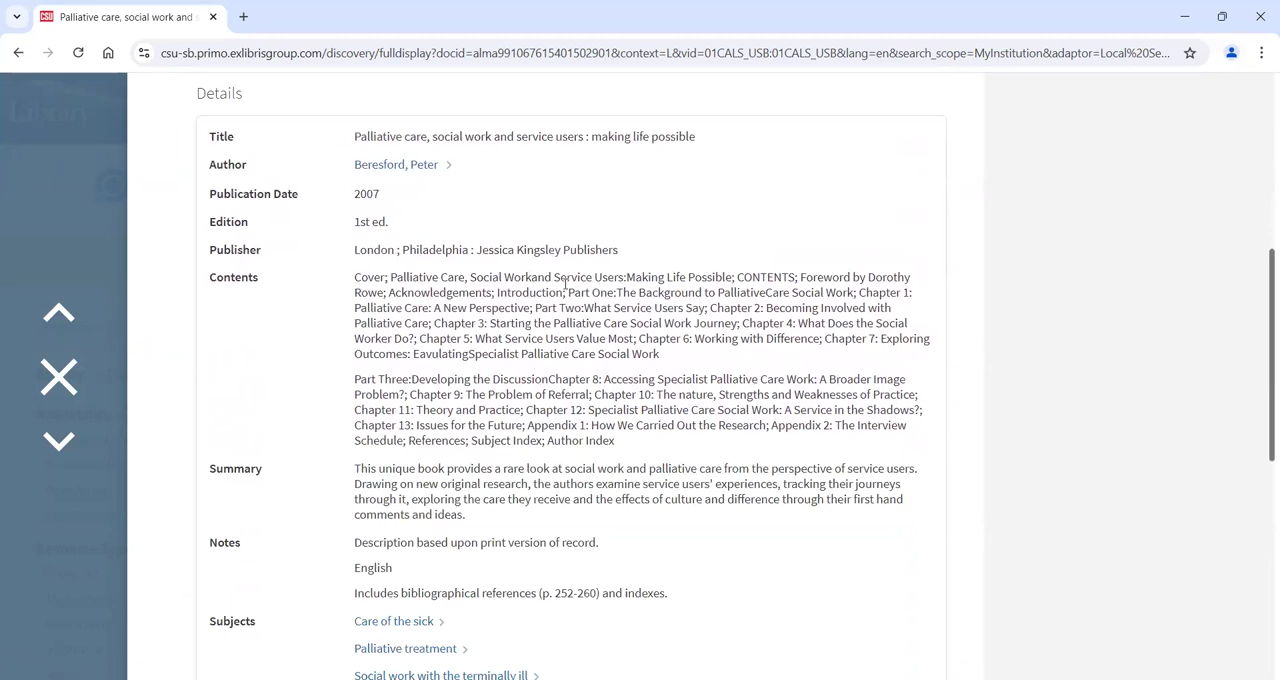 Palliative care, social work and s
csu-sb.primo.exlibrisgroup.com/discovery/fulldisplay?docid=alma991067615401502901&context=L&vid=01CALS_USB:01CALS_USB&lang=en&search_scope=MyInstitution&adaptor=Local%20Se...
Library
Details
Title Palliative care, social work and service users : making life possible
Author Beresford, Peter
Publication Date 2007
Edition 1st ed.
Publisher London ; Philadelphia : Jessica Kingsley Publishers
Contents Cover; Palliative Care, Social Workand Service Users:Making Life Possible; CONTENTS; Foreword by Dorothy
Rowe; Acknowledgements; Introduction; Part One:The Background to PalliativeCare Social Work; Chapter 1:
Palliative Care: A New Perspective; Part Two:What Service Users Say; Chapter 2: Becoming Involved with
Palliative Care; Chapter 3: Starting the Palliative Care Social Work Journey; Chapter 4: What Does the Social
Worker Do?; Chapter 5: What Service Users Value Most; Chapter 6: Working with Difference; Chapter 7: Exploring
Outcomes: EavulatingSpecialist Palliative Care Social Work
Part Three:Developing the DiscussionChapter 8: Accessing Specialist Palliative Care Work: A Broader Image
Problem?; Chapter 9: The Problem of Referral; Chapter 10: The nature, Strengths and Weaknesses of Practice;
Chapter 11: Theory and Practice; Chapter 12: Specialist Palliative Care Social Work: A Service in the Shadows?;
Chapter 13: Issues for the Future; Appendix 1: How We Carried Out the Research; Appendix 2: The Interview
Schedule; References; Subject Index; Author Index
Summary This unique book provides a rare look at social work and palliative care from the perspective of service users.
Drawing on new original research, the authors examine service users' experiences, tracking their journeys
through it, exploring the care they receive and the effects of culture and difference through their first hand
comments and ideas.
Notes Description based upon print version of record.
English
Includes bibliographical references (p. 252-260) and indexes.
Subjects Care of the sick
Palliative treatment
Social work with the terminally ill